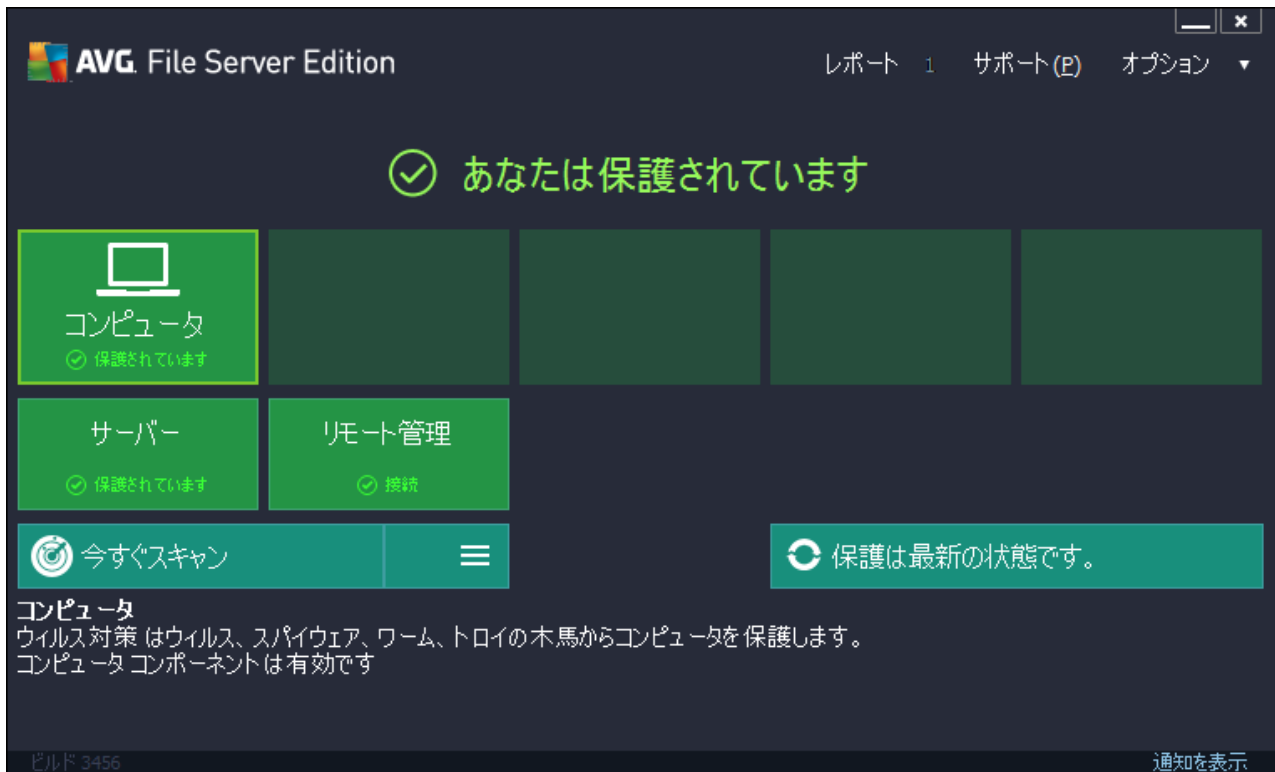 AVG. File Server Edition
レポート 1 サポート(P) オプション ▼
あなたは保護されています
コンピュータ
保護されています
サーバー
保護されています
リモート管理
接続
今すぐスキャン
保護は最新の状態です。
コンピュータ
ウィルス対策 はウィルス、スパイウェア、ワーム、トロイの木馬からコンピュータを保護します。
コンピュータ コンポーネントは有効です
ビルド 3456
通知を表示